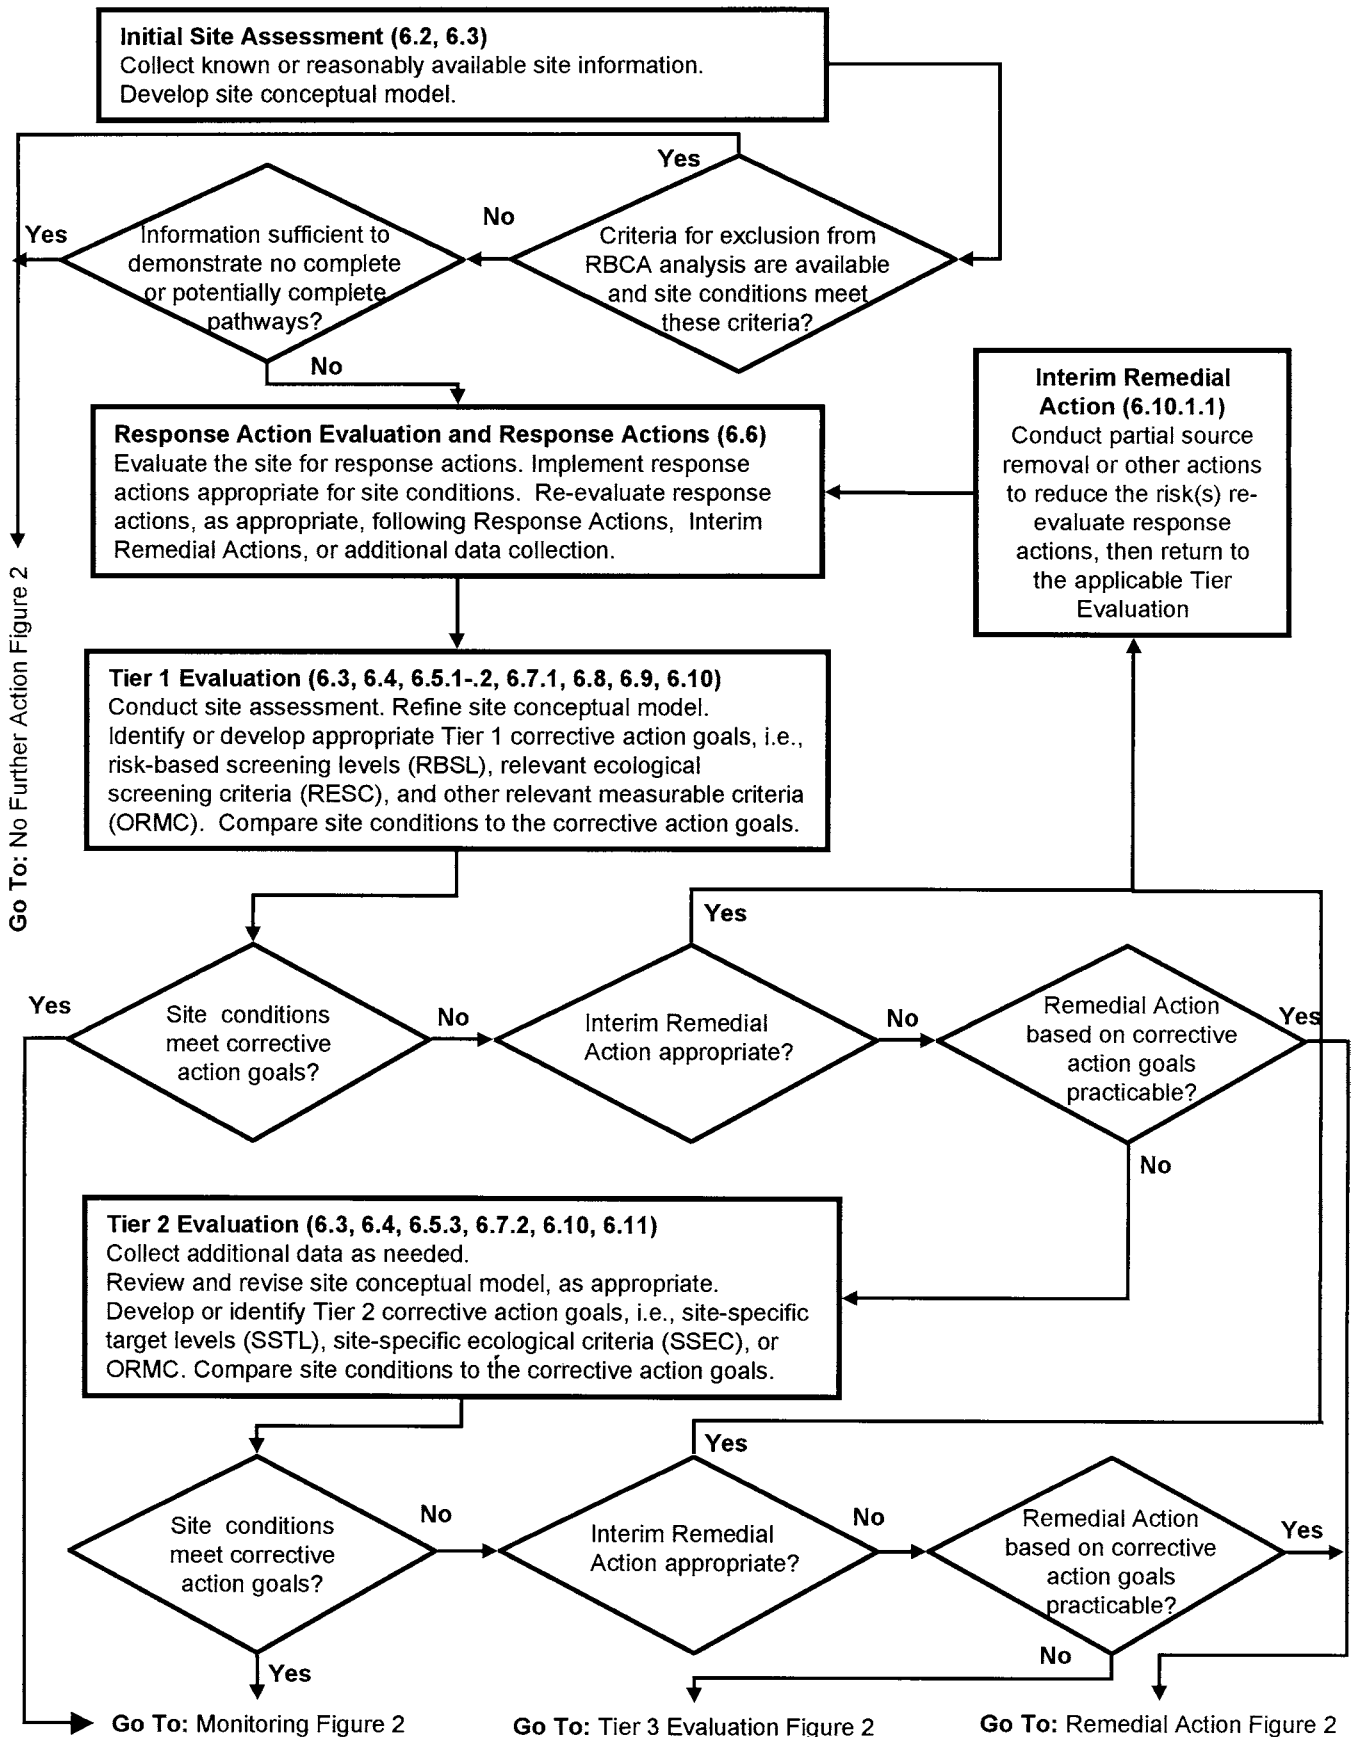 Initial Site Assessment (6.2, 6.3)
Collect known or reasonably available site information.
Develop site conceptual model.
Yes
No
Yes
Criteria for exclusion from
RBCA analysis are available
and site conditions meet
these criteria?
Information sufficient to
demonstrate no complete
or potentially complete
pathways?
No
Interim Remedial
Action (6.10.1.1)
Conduct partial source
removal or other actions
to reduce the risk(s) re-
evaluate response
actions, then return to
the applicable Tier
Evaluation
Response Action Evaluation and Response Actions (6.6)
Evaluate the site for response actions. Implement response
actions appropriate for site conditions. Re-evaluate response
actions, as appropriate, following Response Actions, Interim
Remedial Actions, or additional data collection.
Go To: No Further Action Figure 2
Tier 1 Evaluation (6.3, 6.4, 6.5.1-.2, 6.7.1, 6.8, 6.9, 6.10)
Conduct site assessment. Refine site conceptual model.
Identify or develop appropriate Tier 1 corrective action goals, i.e.,
risk-based screening levels (RBSL), relevant ecological
screening criteria (RESC), and other relevant measurable criteria
(ORMC). Compare site conditions to the corrective action goals.
Yes
Yes
Site conditions
meet corrective
action goals?
No
Interim Remedial
Action appropriate?
No
Remedial Action
based on corrective
action goals
practicable?
Yes
No
Tier 2 Evaluation (6.3, 6.4, 6.5.3, 6.7.2, 6.10, 6.11)
Collect additional data as needed.
Review and revise site conceptual model, as appropriate.
Develop or identify Tier 2 corrective action goals, i.e., site-specific
target levels (SSTL), site-specific ecological criteria (SSEC), or
ORMC. Compare site conditions to the corrective action goals.
Yes
Site conditions
meet corrective
action goals?
No
Interim Remedial
Action appropriate?
No
Remedial Action
based on corrective
action goals
practicable?
Yes
No
Yes
Go To: Monitoring Figure 2
Go To: Tier 3 Evaluation Figure 2
Go To: Remedial Action Figure 2